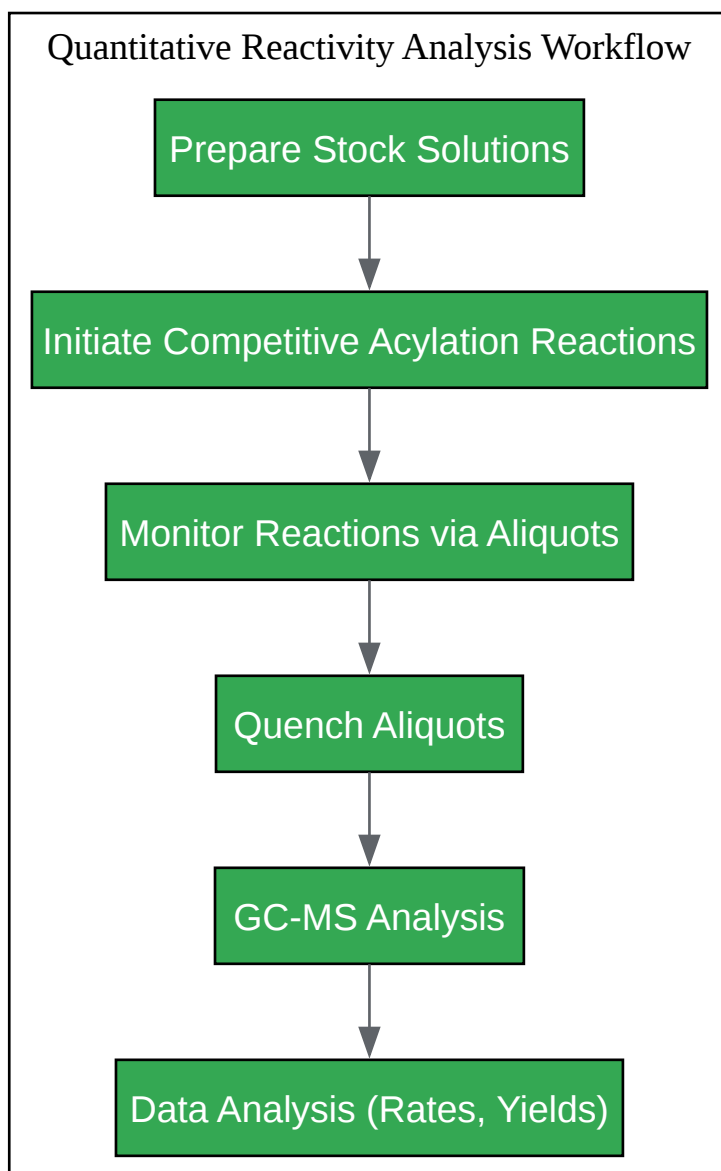 Quantitative Reactivity Analysis Workflow
Prepare Stock Solutions
Initiate Competitive Acylation Reactions
Monitor Reactions via Aliquots
Quench Aliquots
GC-MS Analysis
Data Analysis (Rates, Yields)